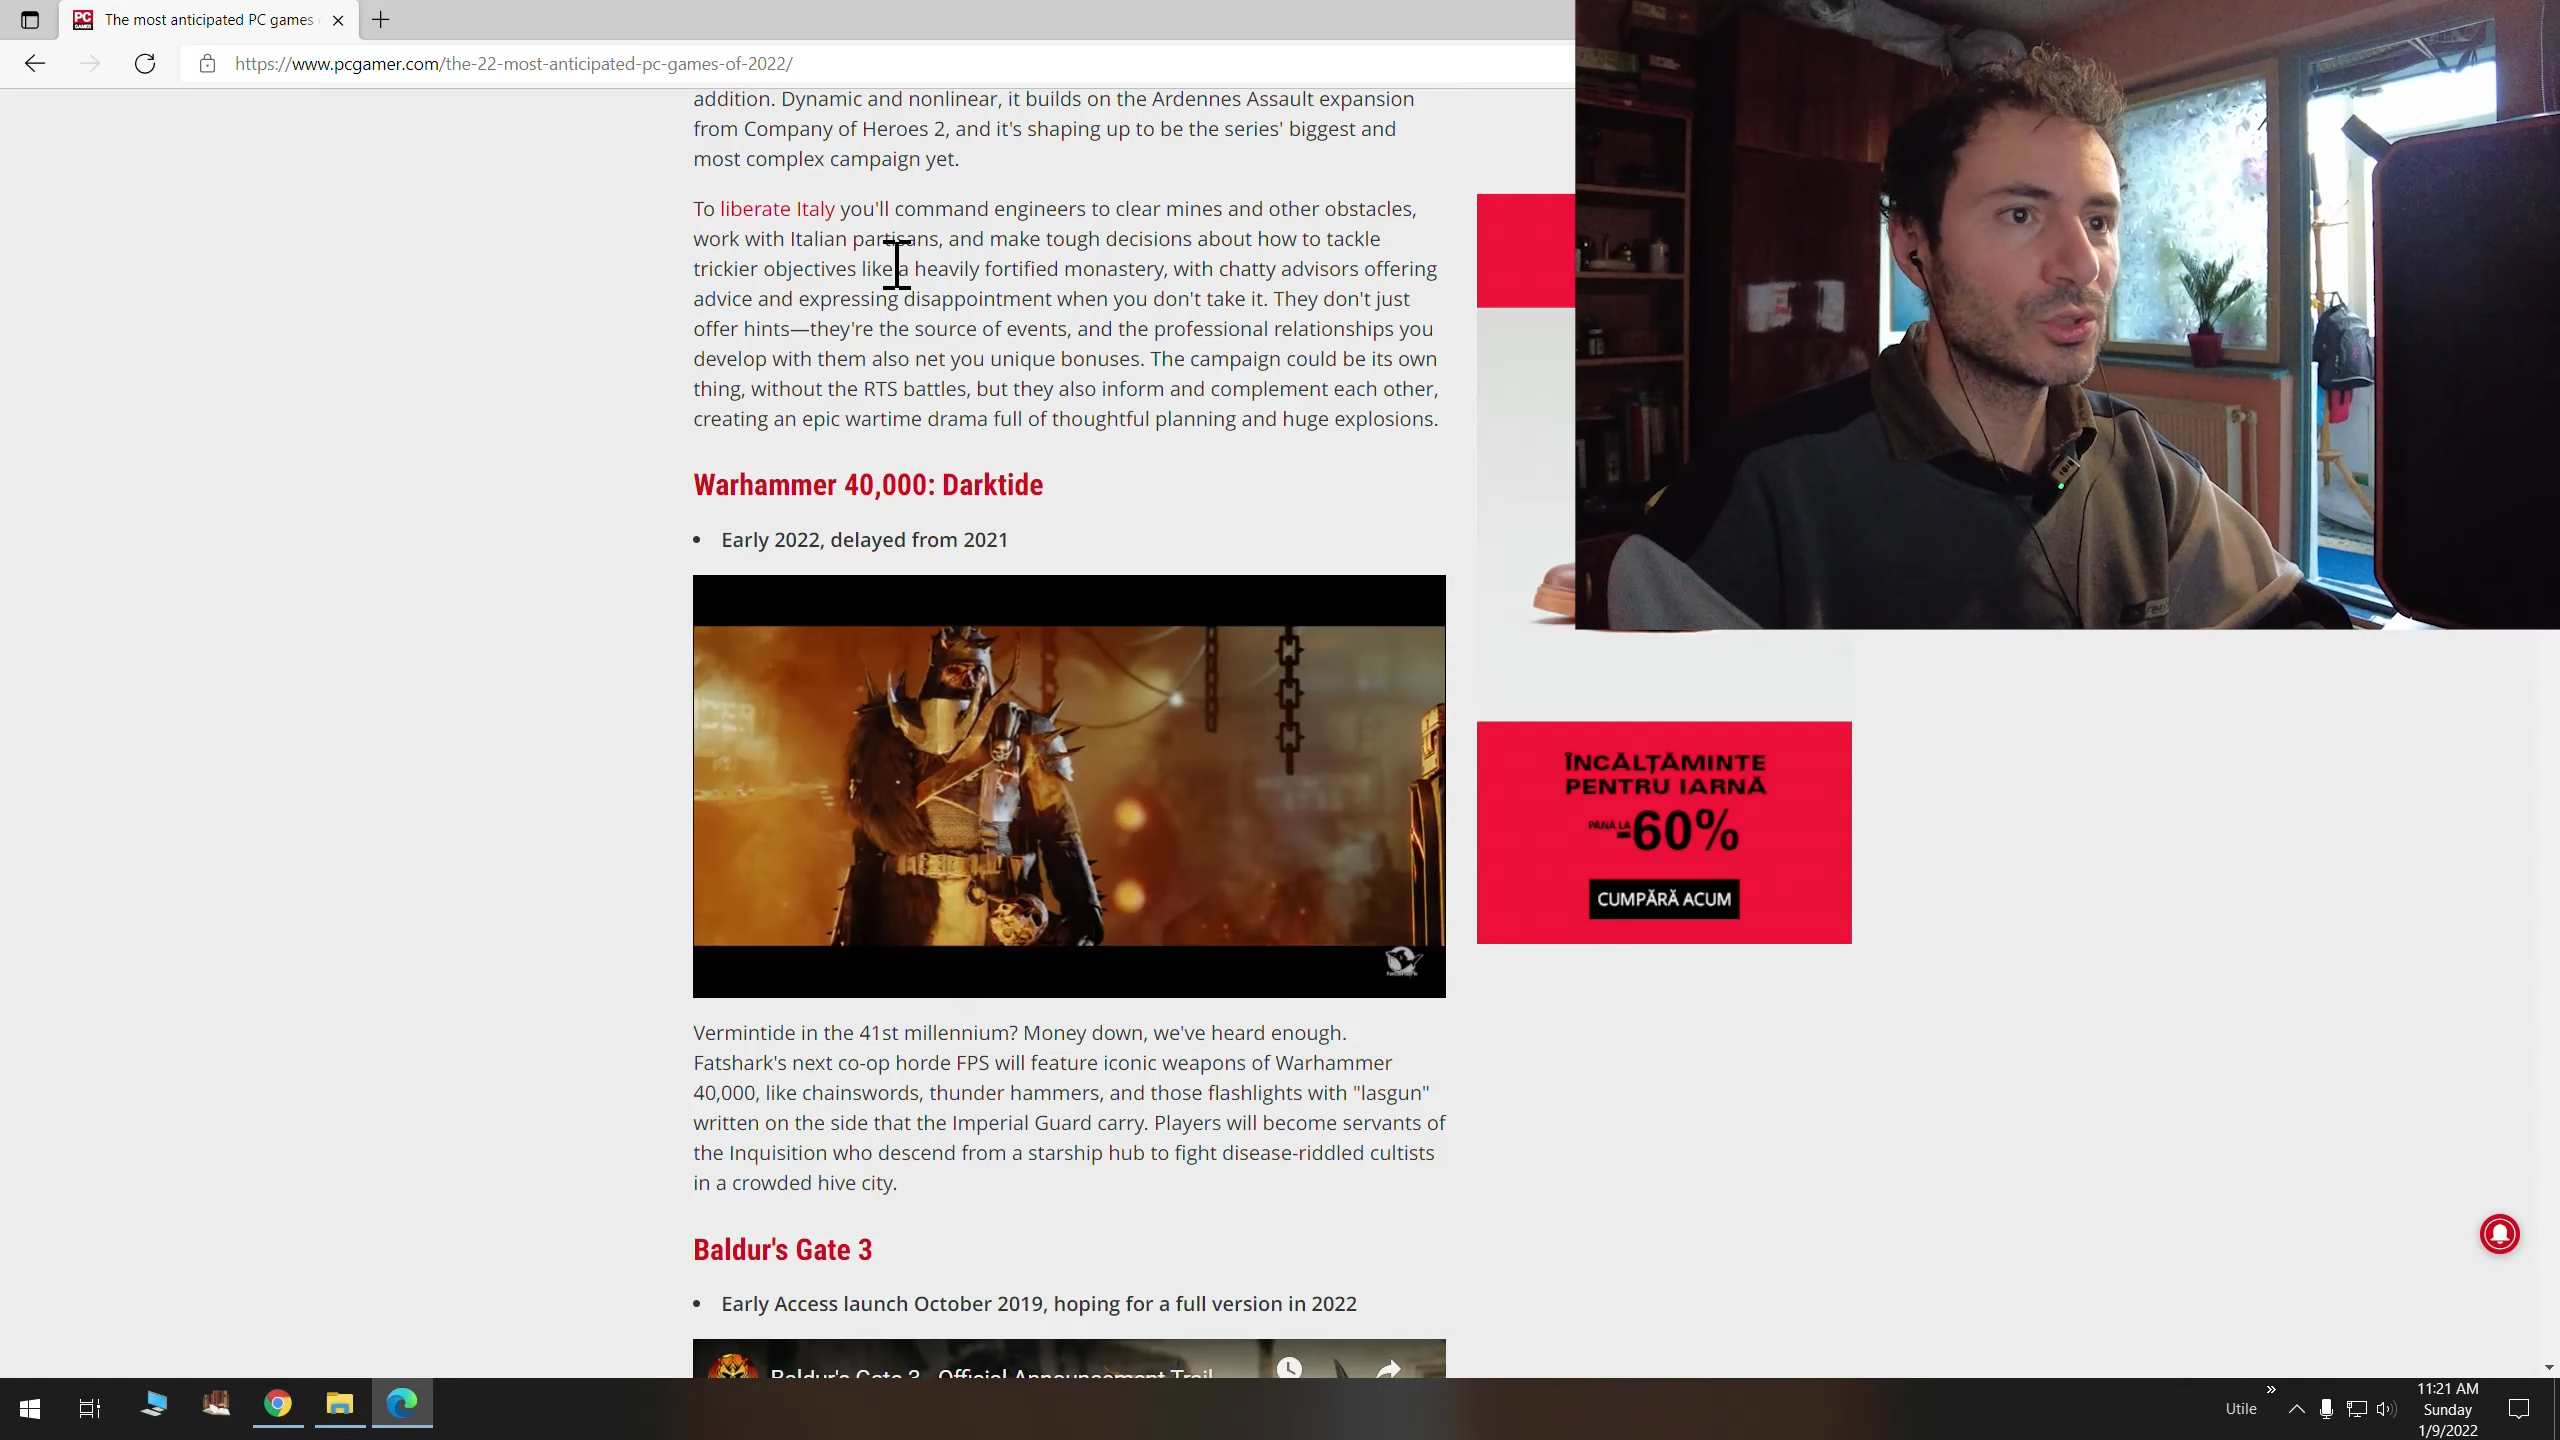 PC
GAMER
The most anticipated PC games
https://www.pcgamer.com/the-22-most-anticipated-pc-games-of-2022/
addition. Dynamic and nonlinear, it builds on the Ardennes Assault expansion
from Company of Heroes 2, and it's shaping up to be the series' biggest and
most complex campaign yet.
To liberate Italy you'll command engineers to clear mines and other obstacles,
work with Italian partisans, and make tough decisions about how to tackle
trickier objectives like a heavily fortified monastery, with chatty advisors offering
advice and expressing disappointment when you don't take it. They don't just
offer hints—they're the source of events, and the professional relationships you
develop with them also net you unique bonuses. The campaign could be its own
thing, without the RTS battles, but they also inform and complement each other,
creating an epic wartime drama full of thoughtful planning and huge explosions.
Warhammer 40,000: Darktide
• Early 2022, delayed from 2021
ÎNCĂLȚĂMINTE
PENTRU IARNĂ
PÂNĂ LA -60%
CUMPĂRĂ ACUM
Vermintide in the 41st millennium? Money down, we've heard enough.
Fatshark's next co-op horde FPS will feature iconic weapons of Warhammer
40,000, like chainswords, thunder hammers, and those flashlights with "lasgun"
written on the side that the Imperial Guard carry. Players will become servants of
the Inquisition who descend from a starship hub to fight disease-riddled cultists
in a crowded hive city.
Baldur's Gate 3
• Early Access launch October 2019, hoping for a full version in 2022
Baldur's Gate 3 - Official Announcement Trail
Utile
11:21 AM
Sunday
1/9/2022